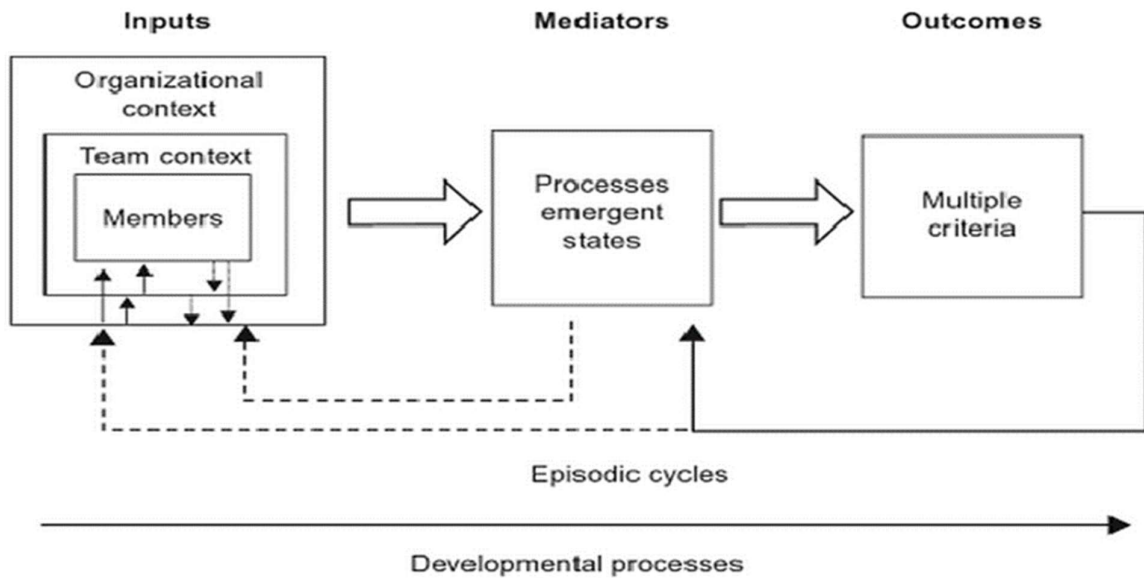 Inputs
Mediators
Outcomes
Organizational
context
Team context
Members
Processes
emergent
states
Multiple
criteria
Episodic cycles
Developmental processes